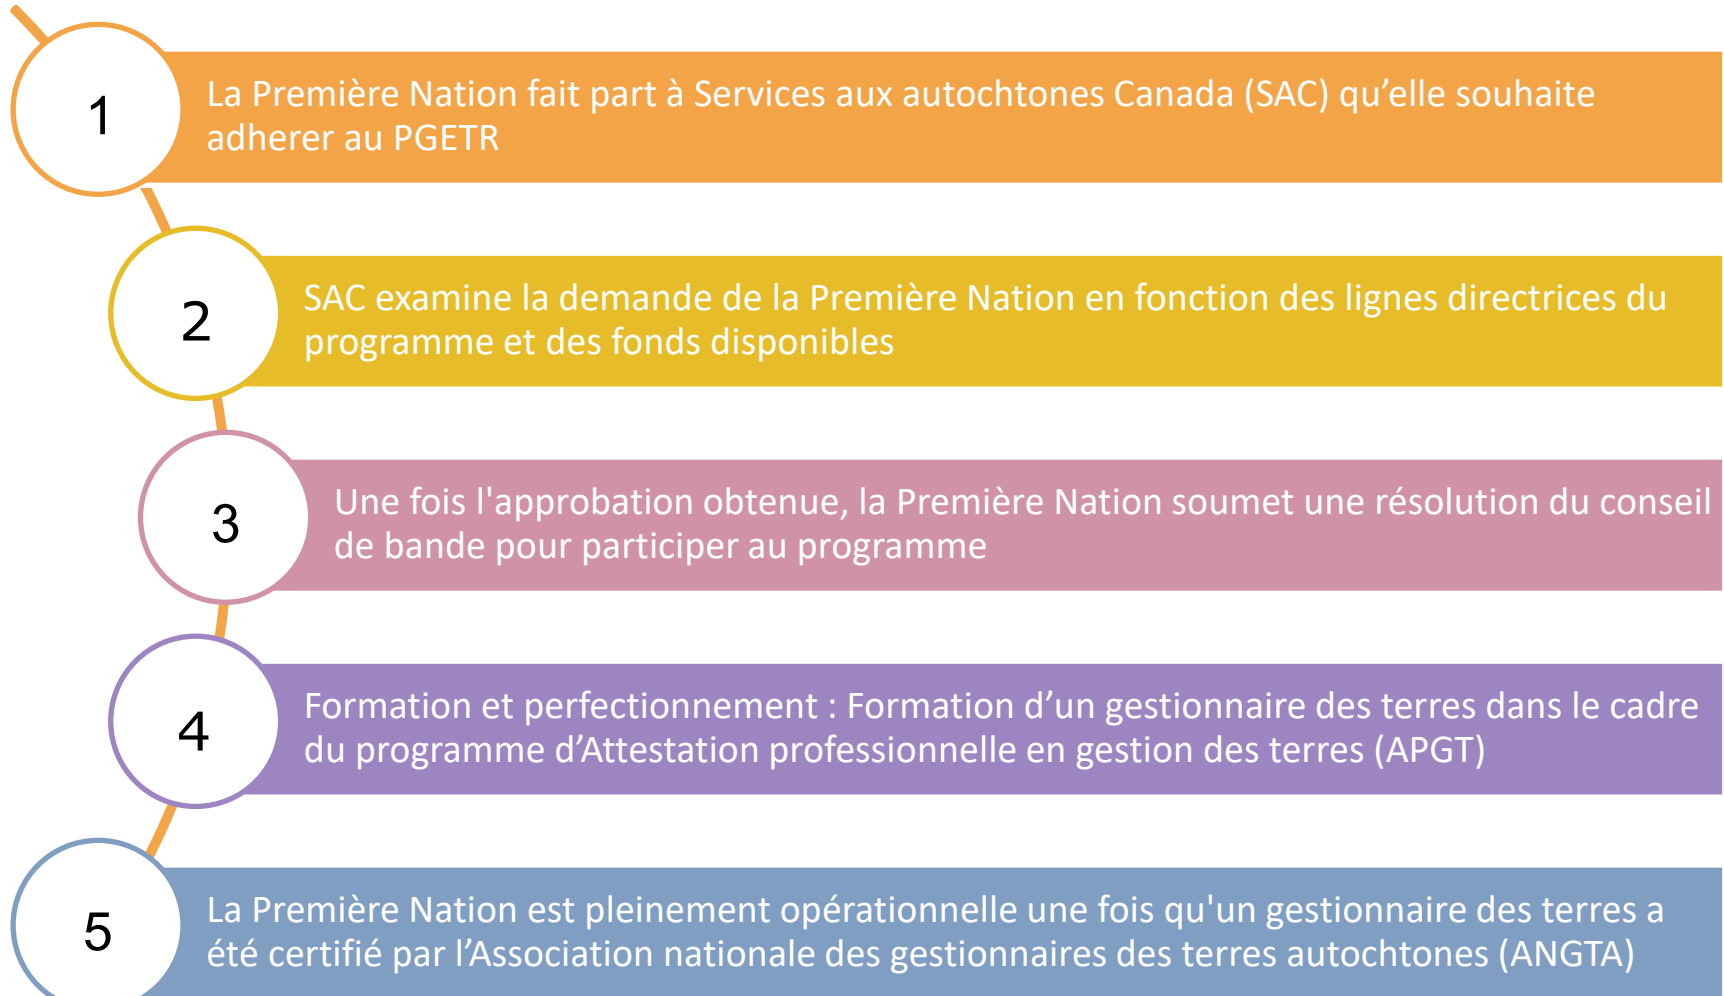 1
La Première Nation fait part à Services aux autochtones Canada (SAC) qu’elle souhaite
adherer au PGETR
2
SAC examine la demande de la Première Nation en fonction des lignes directrices du
programme et des fonds disponibles
3
Une fois l'approbation obtenue, la Première Nation soumet une résolution du conseil
de bande pour participer au programme
4
Formation et perfectionnement : Formation d’un gestionnaire des terres dans le cadre
du programme d’Attestation professionnelle en gestion des terres (APGT)
5
La Première Nation est pleinement opérationnelle une fois qu'un gestionnaire des terres a
été certifié par l’Association nationale des gestionnaires des terres autochtones (ANGTA)